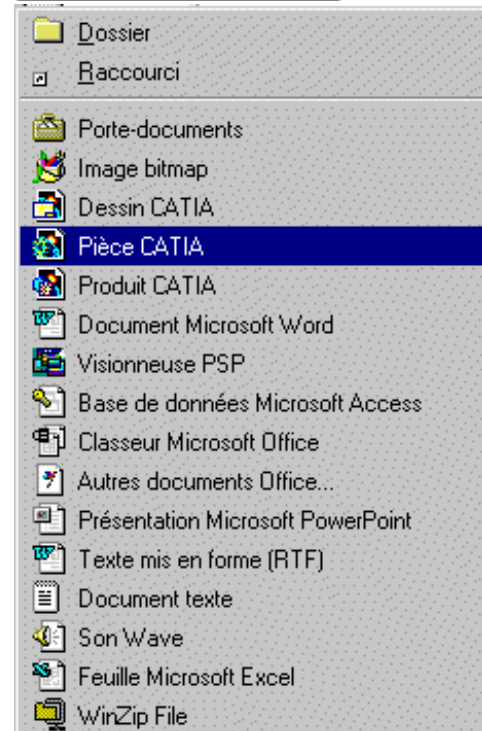 Dossier
Raccourci
Porte-documents
Image bitmap
Dessin CATIA
Pièce CATIA
Produit CATIA
Document Microsoft Word
Visionneuse PSP
Base de données Microsoft Access
Classeur Microsoft Office
Autres documents Office...
Présentation Microsoft PowerPoint
Texte mis en forme (RTF)
Document texte
Son Wave
Feuille Microsoft Excel
WinZip File